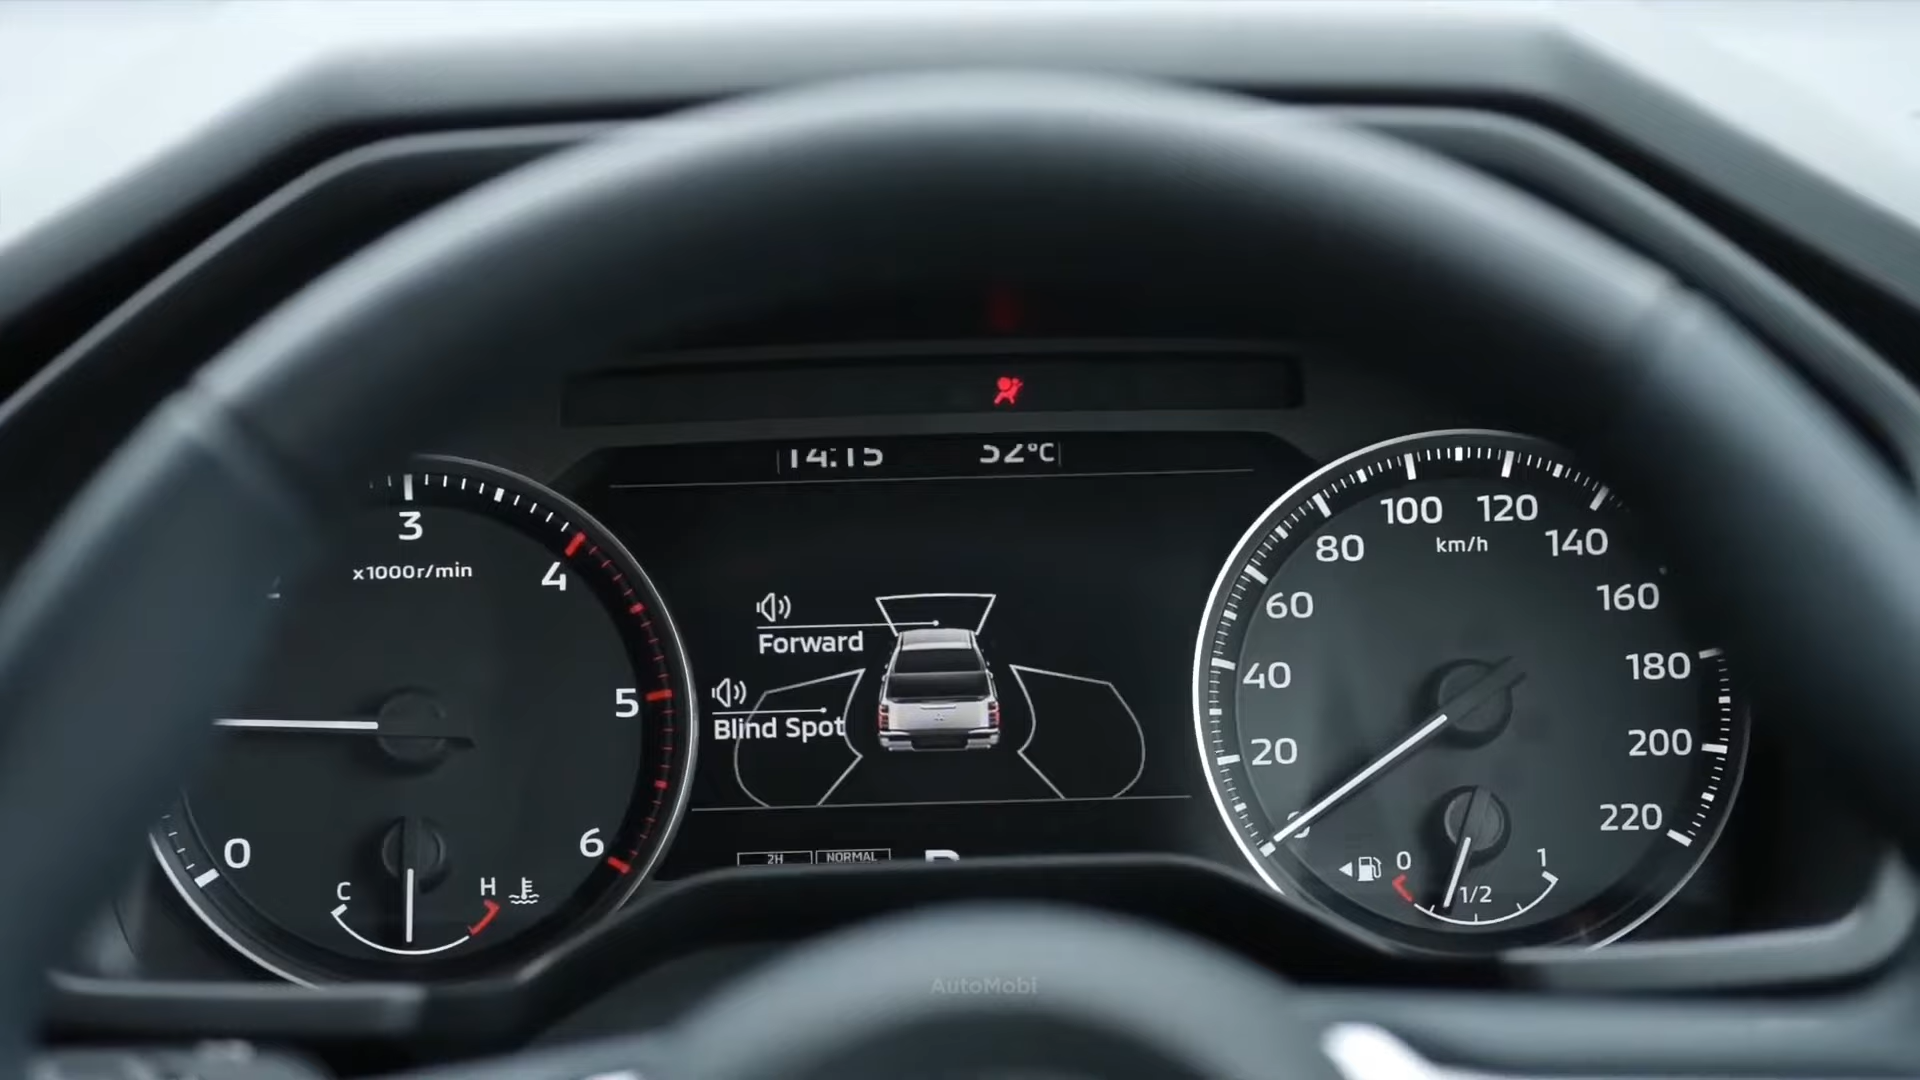 14:15 °C
3
x1000r/min
4
5
6
0
C H
Forward
Blind Spot
2H NORMAL
100 120
80 km/h 140
60 160
40 180
20 200
220
0 1
1/2
AutoMobi